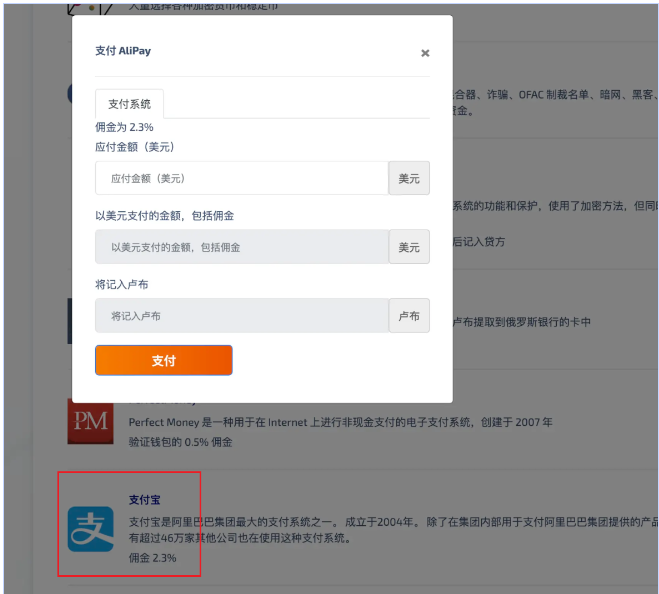 大量选择各种加密货币和稳定币
支付 AliPay
×
支付系统
佣金为 2.3%
应付金额（美元）
应付金额（美元） 美元
以美元支付的金额，包括佣金
以美元支付的金额，包括佣金 美元
将记入卢布
将记入卢布 卢布
支付
合器、诈骗、OFAC 制裁名单、暗网、黑客、
资金。
系统的功能和保护，使用了加密方法，但同时
后记入贷方
卢布提取到俄罗斯银行的卡中
PM
Perfect Money 是一种用于在 Internet 上进行非现金支付的电子支付系统，创建于 2007 年
验证钱包的 0.5% 佣金
支
支付宝
支付宝是阿里巴巴集团最大的支付系统之一。 成立于2004年。 除了在集团内部用于支付阿里巴巴集团提供的产品
有超过46万家其他公司也在使用这种支付系统。
佣金 2.3%